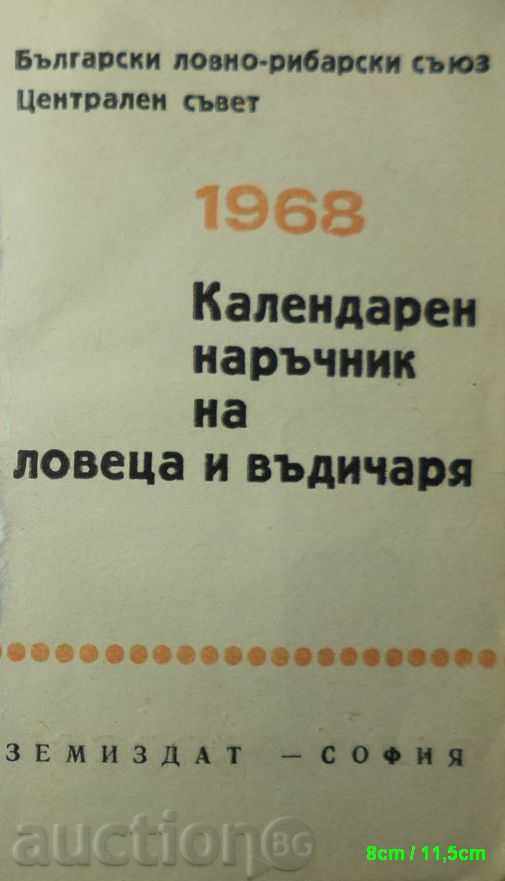 Български ловно-рибарски съюз
Централен съвет
1968
Календарен
наръчник
на
ловеца и въдичаря
ЗЕМИЗДАТ – СОФИЯ
auctionBG
8cm / 11,5cm